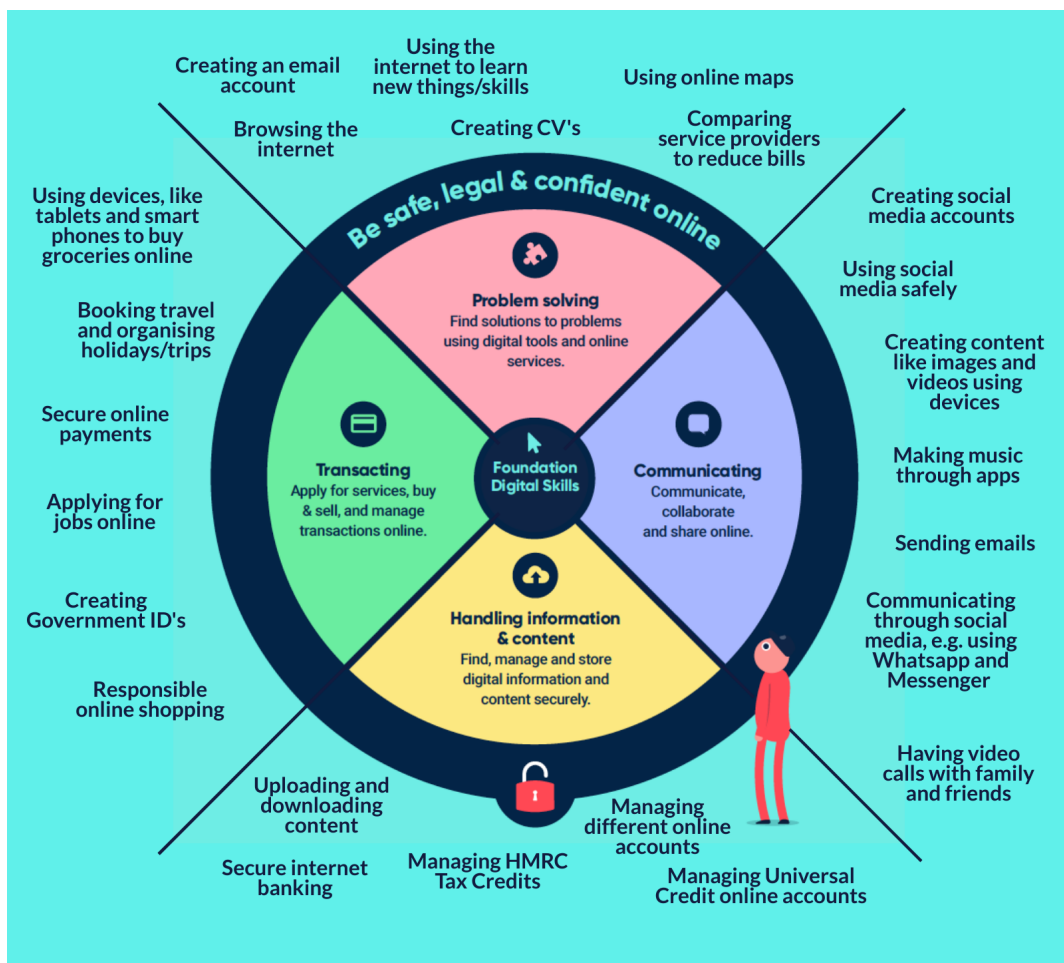 Creating an email
account
Using the
internet to learn
new things/skills
Using online maps
Browsing the
internet
Creating CV's
Comparing
service providers
to reduce bills
Using devices, like
tablets and smart
phones to buy
groceries online
Booking travel
and organising
holidays/trips
Secure online
payments
Applying for
jobs online
Creating
Government ID's
Responsible
online shopping
Be safe, legal & confident online
Problem solving
Find solutions to problems
using digital tools and online
services.
Transacting
Apply for services, buy
& sell, and manage
transactions online.
Foundation
Digital Skills
Communicating
Communicate,
collaborate
and share online.
Handling information
& content
Find, manage and store
digital information and
content securely.
Creating social
media accounts
Using social
media safely
Creating content
like images and
videos using
devices
Making music
through apps
Sending emails
Communicating
through social
media, e.g. using
Whatsapp and
Messenger
Having video
calls with family
and friends
Uploading and
downloading
content
Secure internet
banking
Managing HMRC
Tax Credits
Managing
different online
accounts
Managing Universal
Credit online accounts